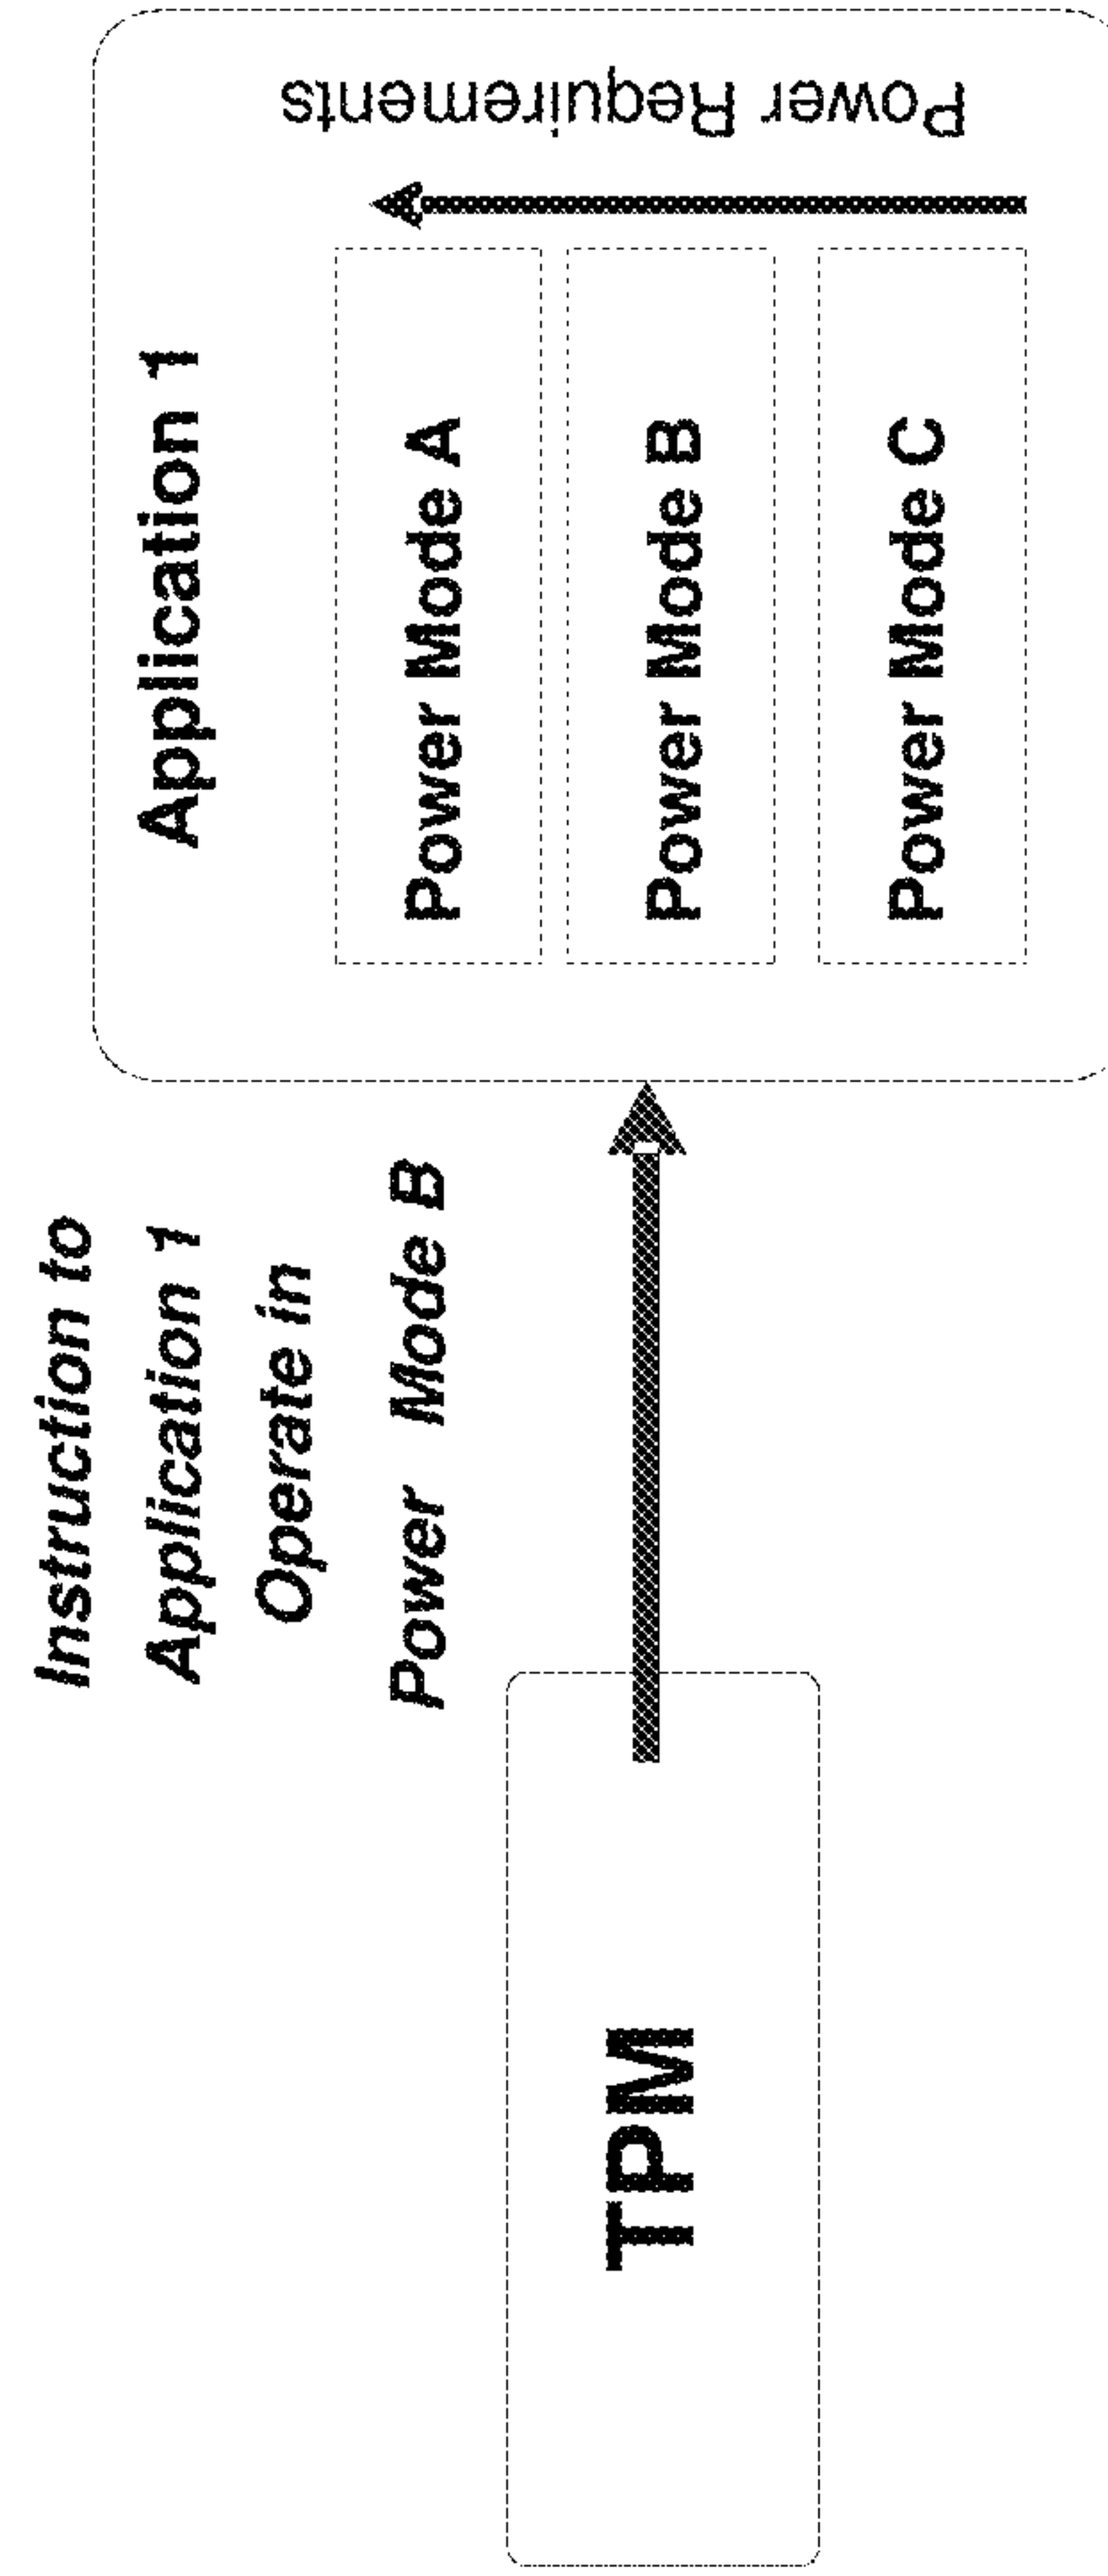 Instruction to
Application 1
Operate in
Power Mode B
TPM
Application 1
Power Mode A
Power Mode B
Power Mode C
Power Requirements